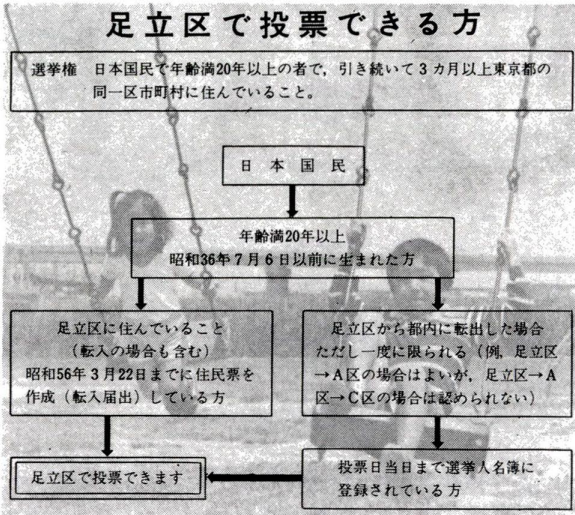 足立区で投票できる方
選挙権　日本国民で年齢満20年以上の者で，引き続いて３カ月以上東京都の
同一区市町村に住んでいること。
日本国民
年齢満20年以上
昭和36年７月６日以前に生まれた方
足立区に住んでいること
（転入の場合も含む）
昭和56年３月22日までに住民票を
作成（転入届出）している方
足立区から都内に転出した場合
ただし一度に限られる（例，足立区
→Ａ区の場合はよいが，足立区→Ａ
区→Ｃ区の場合は認められない）
足立区で投票できます
投票日当日まで選挙人名簿に
登録されている方